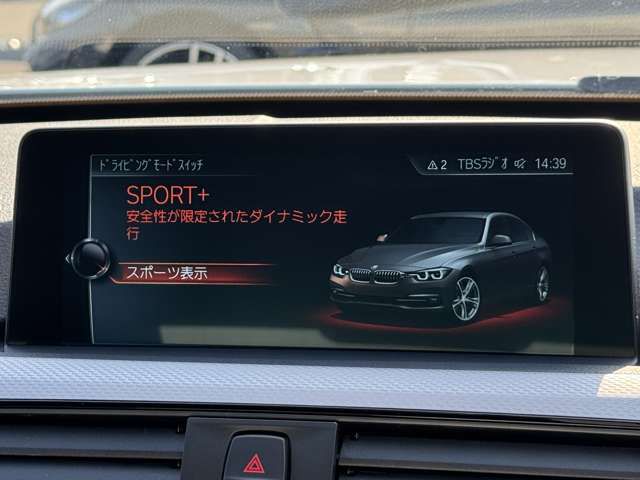 ﾄﾞﾗｲﾋﾞﾝｸﾞﾓｰﾄﾞｽｲｯﾁ
2 TBSﾗｼﾞｵ 14:39
SPORT+
安全性が限定されたダイナミック走
行
スポーツ表示